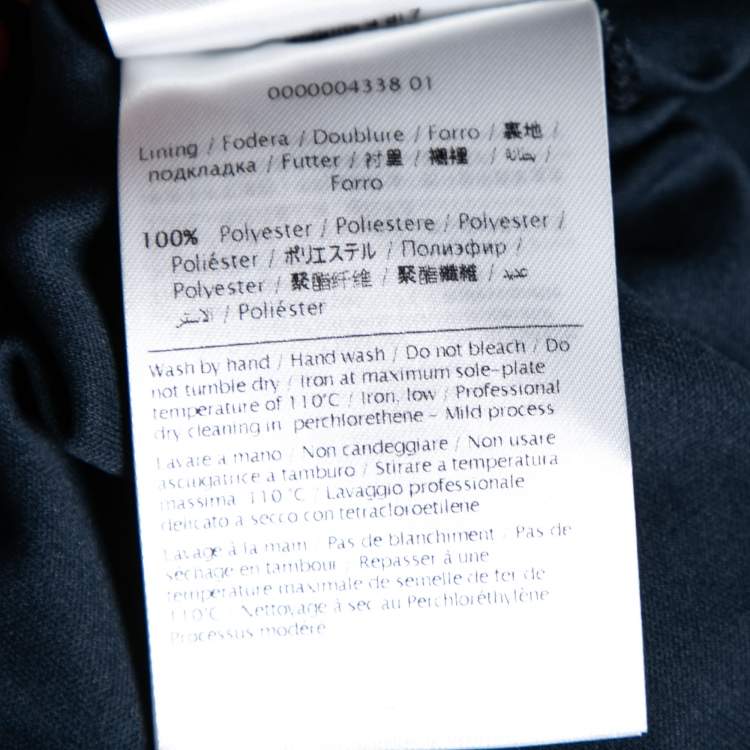 0000004338 01
Lining / Fodera / Doublure / Forro / 裏地 /
подкладка / Futter / 衬里 / 襯裡 / بطانة /
Forro
100% Polyester / Poliestere / Polyester /
Poliéster / ポリエステル / Полиэфир /
Polyester / 聚酯纤维 / 聚酯纖維 / عديد
الاستر / Poliéster
Wash by hand / Hand wash / Do not bleach / Do
not tumble dry / Iron at maximum sole-plate
temperature of 110°C / Iron, low / Professional
dry cleaning in perchlorethene - Mild process
Lavare a mano / Non candeggiare / Non usare
asciugatrice a tamburo / Stirare a temperatura
massima 110 °C / Lavaggio professionale
delicato a secco con tetracloroetilene
Lavage à la main / Pas de blanchiment / Pas de
séchage en tambour / Repasser à une
température maximale de semelle de fer de
110°C / Nettoyage à sec au Perchloréthylène
Processus modere